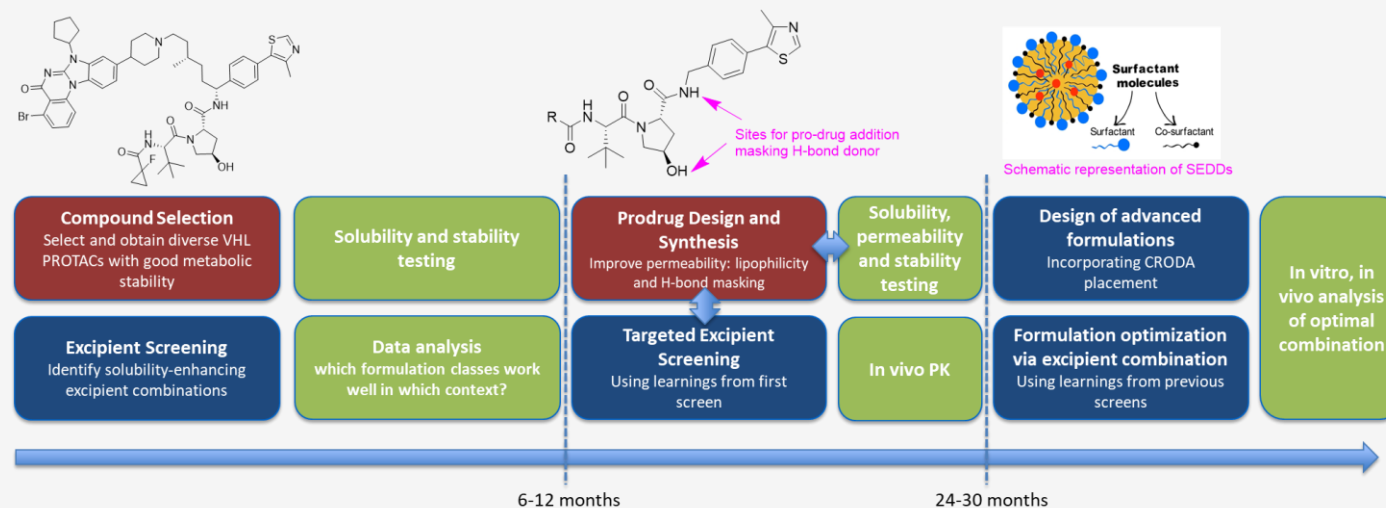 Sites for pro-drug addition
masking H-bond donor
Surfactant
molecules
Surfactant
Co-surfactant
Schematic representation of SEDDs
Compound Selection
Select and obtain diverse VHL
PROTACs with good metabolic
stability
Solubility and stability
testing
Prodrug Design and
Synthesis
Improve permeability: lipophilicity
and H-bond masking
Solubility,
permeability
and stability
testing
Design of advanced
formulations
Incorporating CRODA
placement
In vitro, in
vivo analysis
of optimal
combination
Excipient Screening
Identify solubility-enhancing
excipient combinations
Data analysis
which formulation classes work
well in which context?
Targeted Excipient
Screening
Using learnings from first
screen
In vivo PK
Formulation optimization
via excipient combination
Using learnings from previous
screens
6-12 months
24-30 months